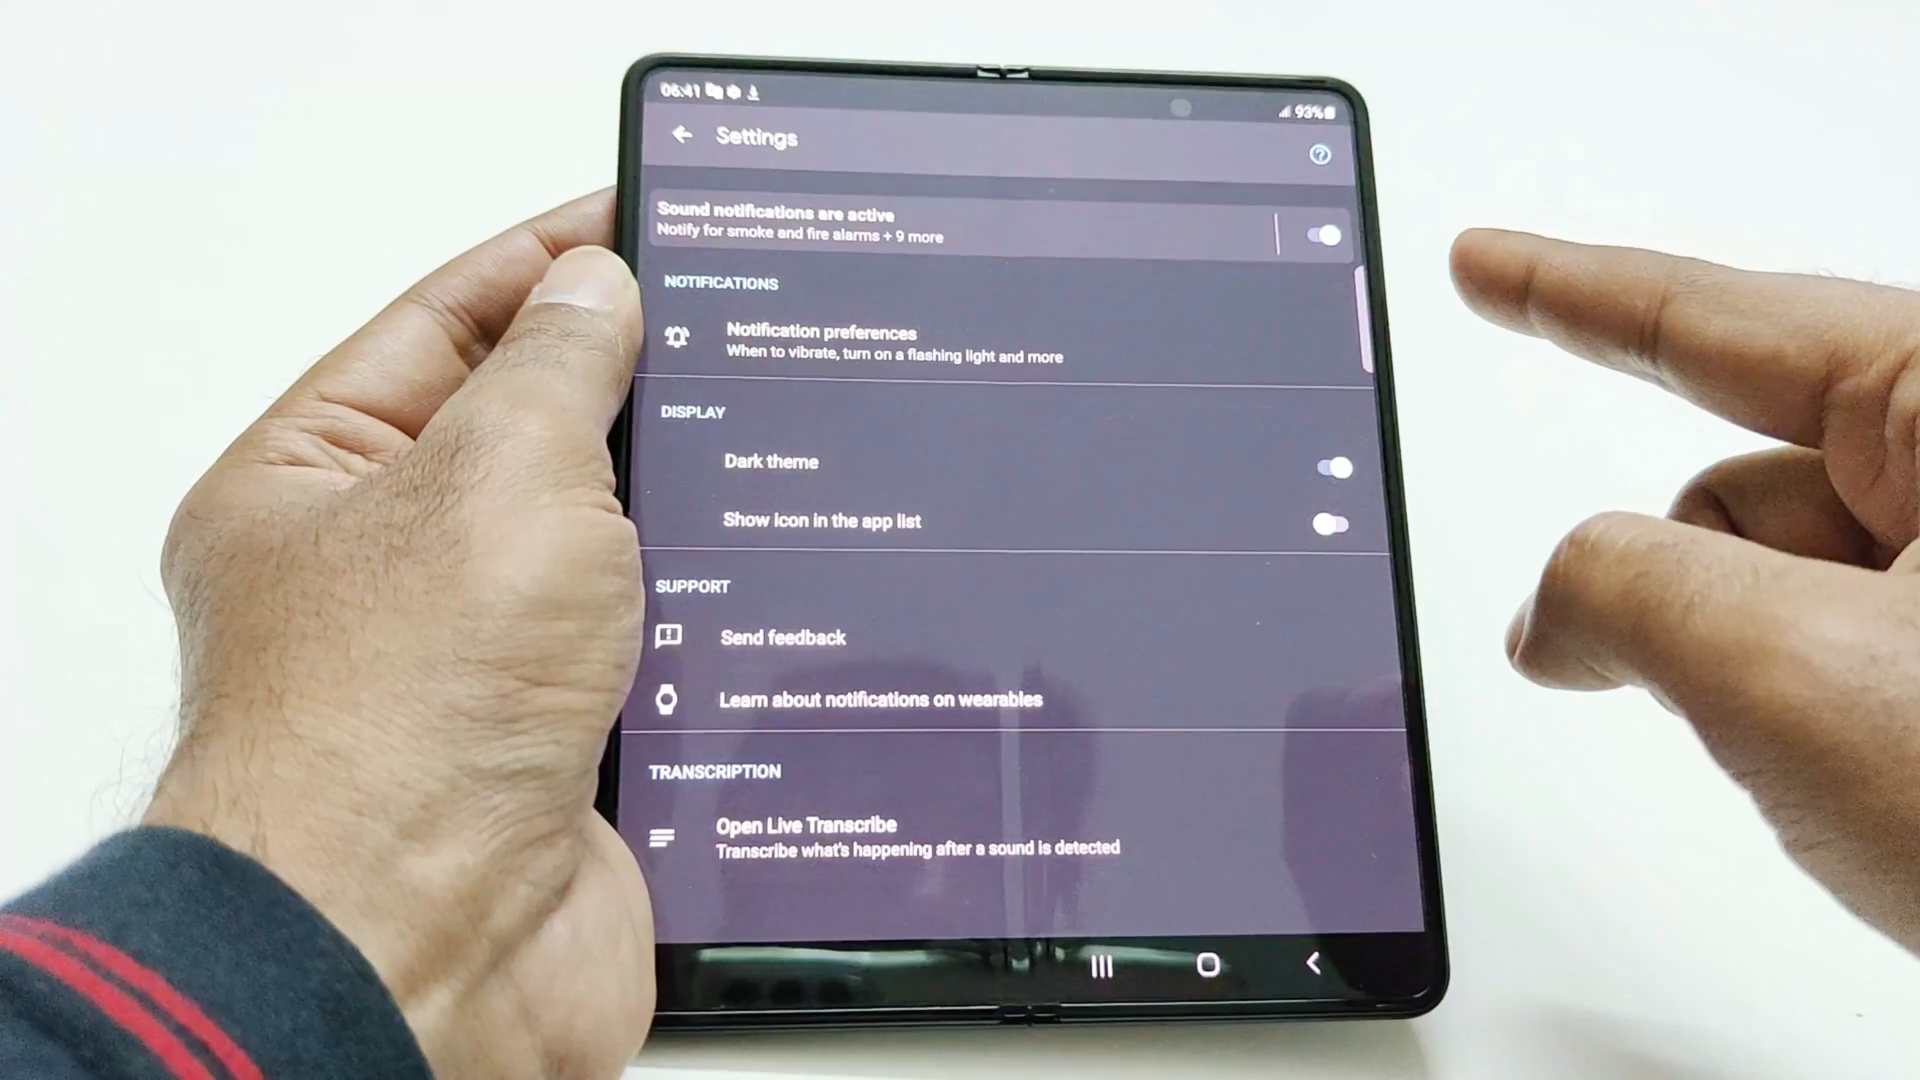 06:41
93%
Settings
Sound notifications are active
Notify for smoke and fire alarms + 9 more
NOTIFICATIONS
Notification preferences
When to vibrate, turn on a flashing light and more
DISPLAY
Dark theme
Show icon in the app list
SUPPORT
Send feedback
Learn about notifications on wearables
TRANSCRIPTION
Open Live Transcribe
Transcribe what's happening after a sound is detected